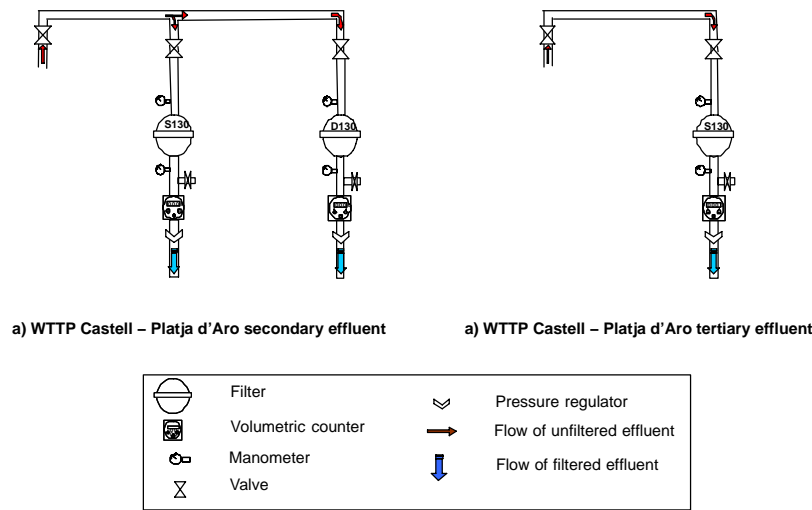 S130
D130
S130
a) WTTP Castell – Platja d'Aro secondary effluent
a) WTTP Castell – Platja d'Aro tertiary effluent
Filter
Volumetric counter
Manometer
Valve
Pressure regulator
Flow of unfiltered effluent
Flow of filtered effluent